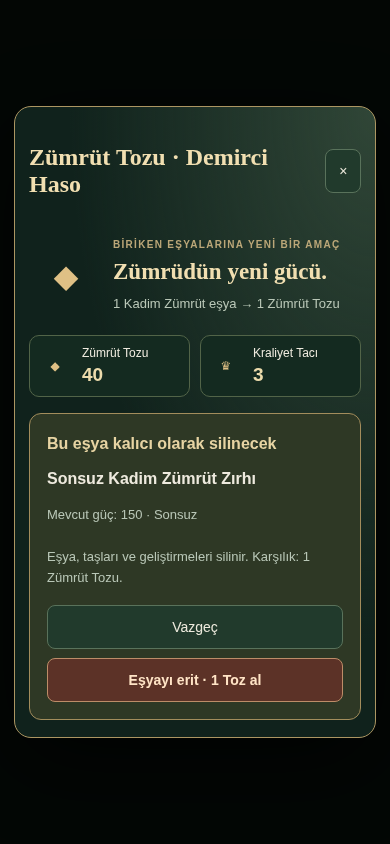 Zümrüt Tozu · Demirci
Haso
×
BİRİKEN EŞYALARINA YENİ BİR AMAÇ
Zümrüdün yeni gücü.
1 Kadim Zümrüt eşya → 1 Zümrüt Tozu
Zümrüt Tozu
40
Kraliyet Tacı
3
Bu eşya kalıcı olarak silinecek
Sonsuz Kadim Zümrüt Zırhı
Mevcut güç: 150 · Sonsuz
Eşya, taşları ve geliştirmeleri silinir. Karşılık: 1
Zümrüt Tozu.
Vazgeç
Eşyayı erit · 1 Toz al